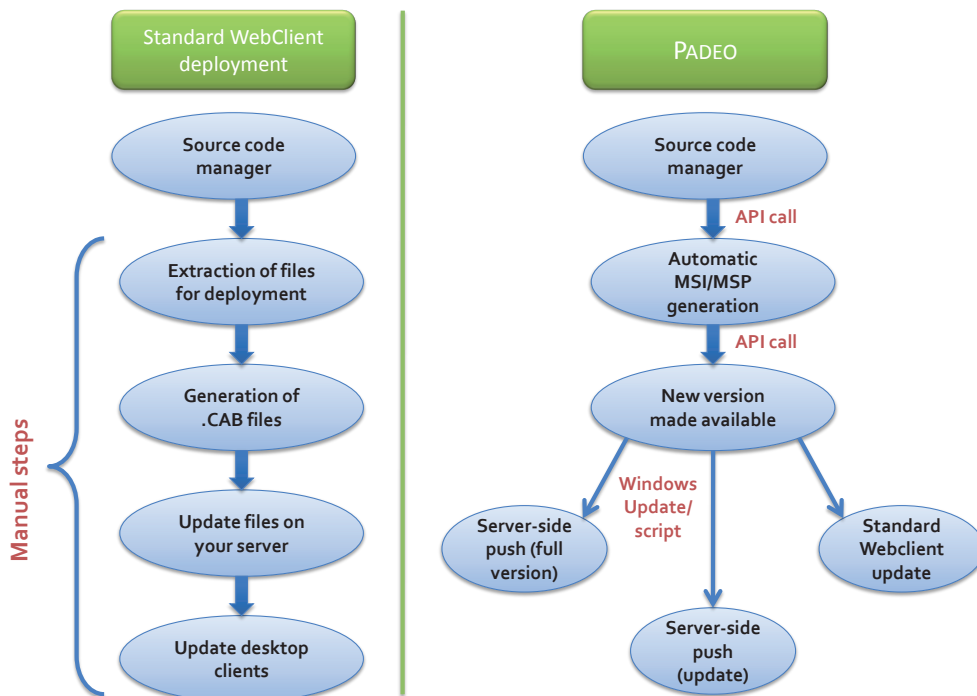 Standard WebClient
deployment
Source code
manager
Extraction of files
for deployment
Generation of
.CAB files
Update files on
your server
Update desktop
clients
Manual steps
PADEO
Source code
manager
API call
Automatic
MSI/MSP
generation
API call
New version
made available
Windows
Update/
script
Server-side
push (full
version)
Server-side
push
(update)
Standard
Webclient
update